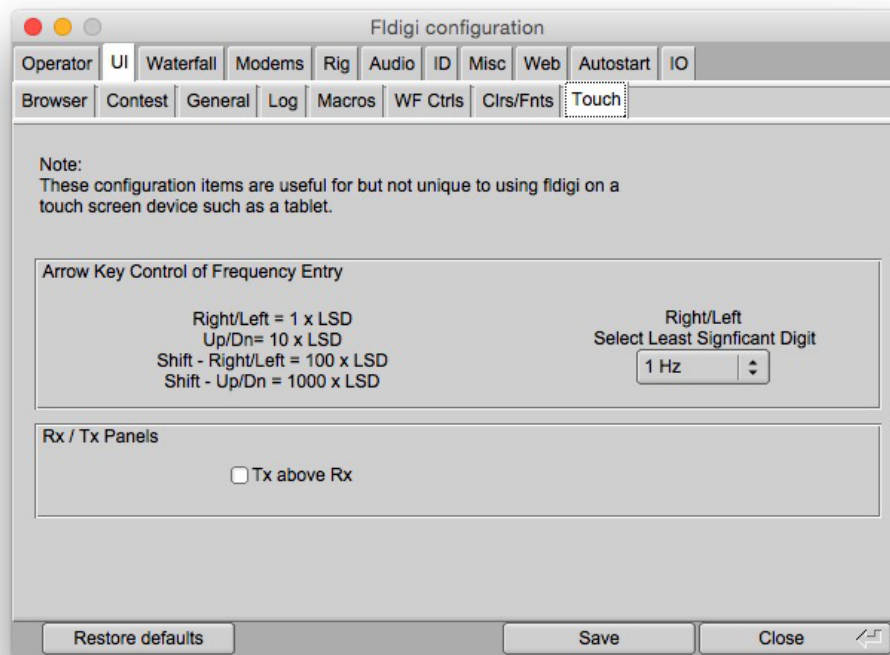 Fldigi configuration
Operator UI Waterfall Modems Rig Audio ID Misc Web Autostart IO
Browser Contest General Log Macros WF Ctrls Clrs/Fnts Touch
Note:
These configuration items are useful for but not unique to using fldigi on a
touch screen device such as a tablet.
Arrow Key Control of Frequency Entry
Right/Left = 1 x LSD
Up/Dn= 10 x LSD
Shift - Right/Left = 100 x LSD
Shift - Up/Dn = 1000 x LSD
Right/Left
Select Least Signficant Digit
1 Hz
Rx / Tx Panels
Tx above Rx
Restore defaults Save Close